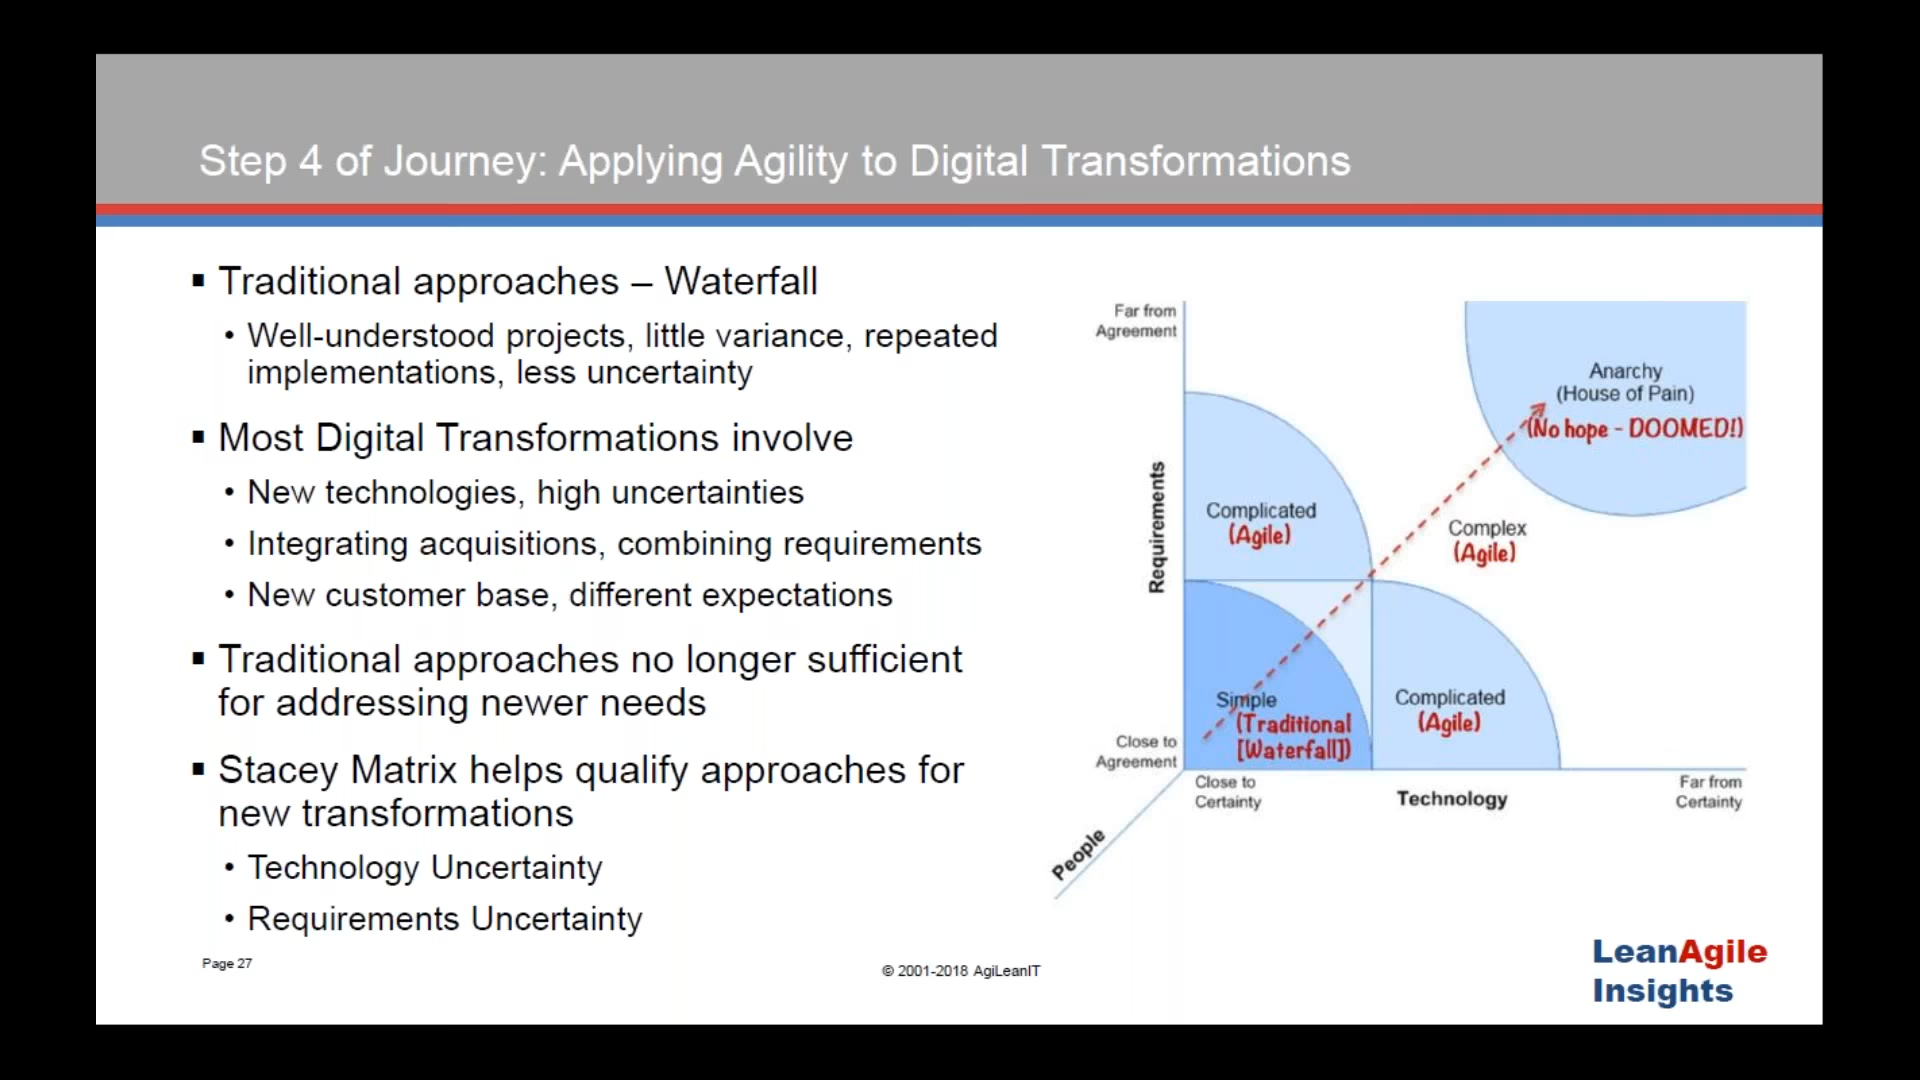 Step 4 of Journey: Applying Agility to Digital Transformations
▪ Traditional approaches – Waterfall
• Well-understood projects, little variance, repeated
implementations, less uncertainty
▪ Most Digital Transformations involve
• New technologies, high uncertainties
• Integrating acquisitions, combining requirements
• New customer base, different expectations
▪ Traditional approaches no longer sufficient
for addressing newer needs
▪ Stacey Matrix helps qualify approaches for
new transformations
• Technology Uncertainty
• Requirements Uncertainty
Far from
Agreement
Requirements
Close to
Agreement
Anarchy
(House of Pain)
(No hope - DOOMED!)
Complicated
(Agile)
Complex
(Agile)
Simple
(Traditional
[Waterfall])
Complicated
(Agile)
Close to
Certainty
Technology
Far from
Certainty
People
Page 27
© 2001-2018 AgiLeanIT
LeanAgile
Insights